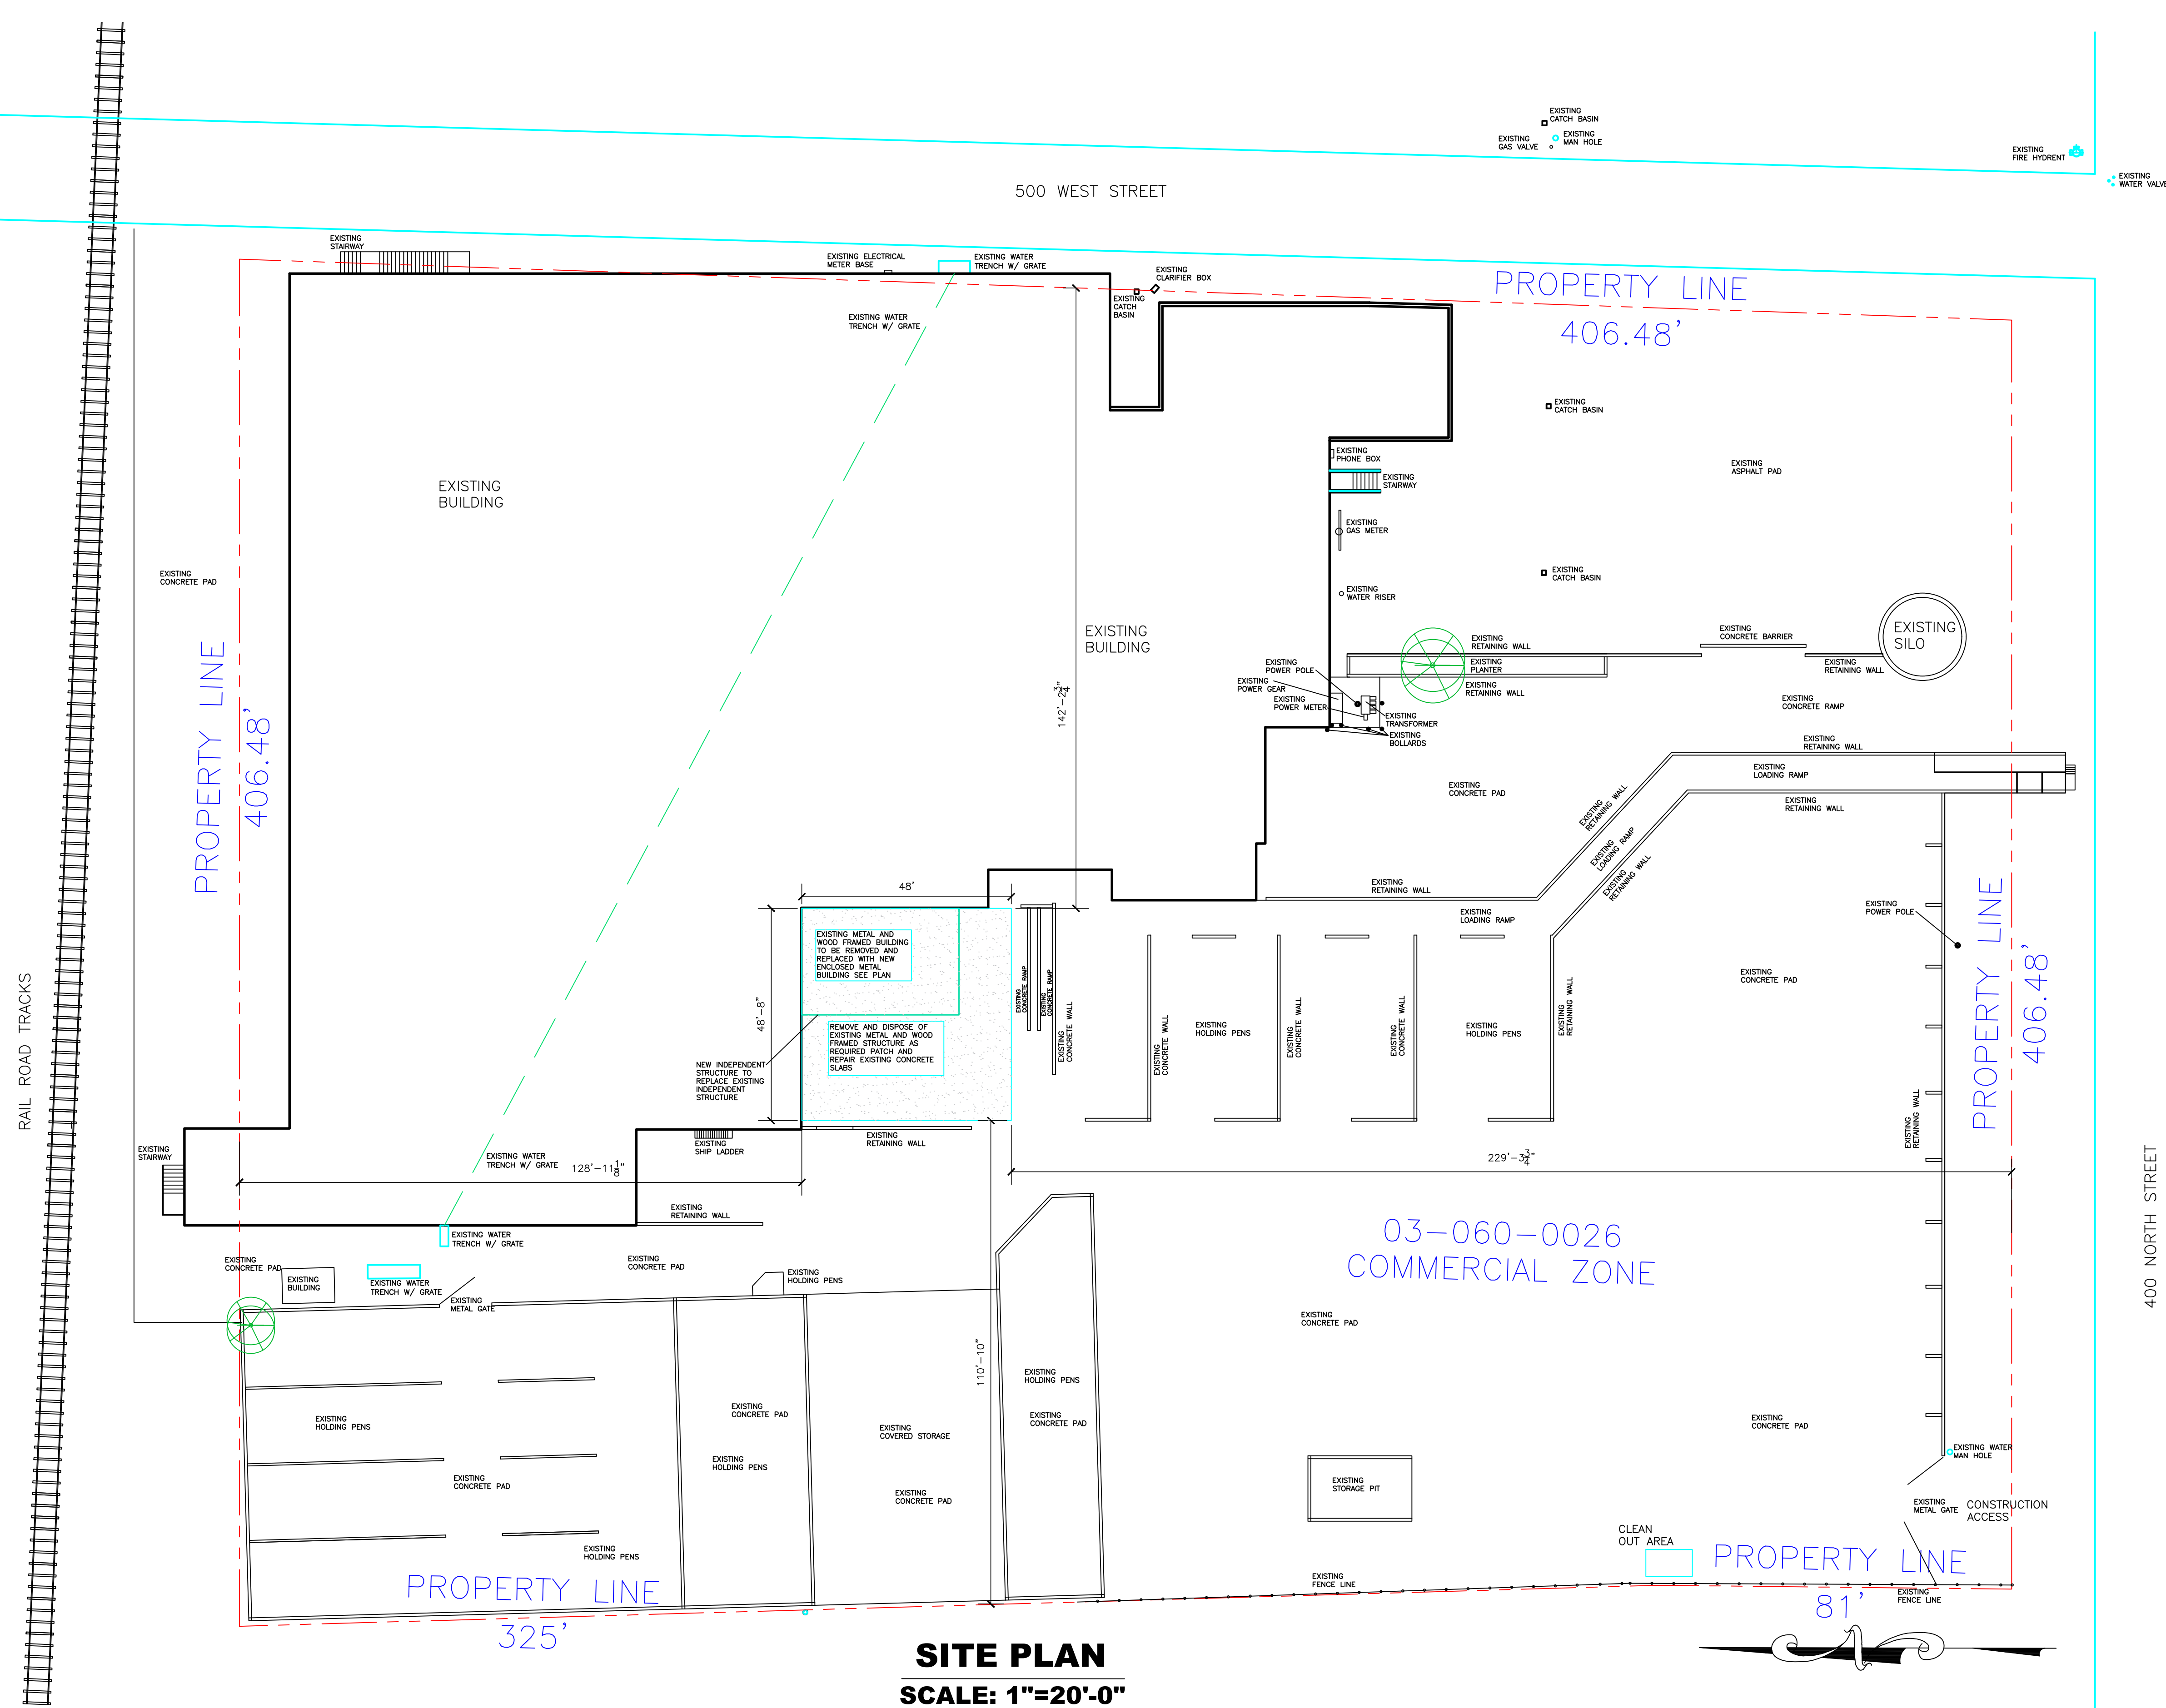 EXISTING
CATCH BASIN
EXISTING
MAN HOLE
EXISTING
GAS VALVE
EXISTING
FIRE HYDRENT
EXISTING
WATER VALVE
500 WEST STREET
EXISTING
STAIRWAY
EXISTING ELECTRICAL
METER BASE
EXISTING WATER
TRENCH W/ GRATE
EXISTING
CLARIFIER BOX
EXISTING
CATCH
BASIN
EXISTING WATER
TRENCH W/ GRATE
PROPERTY LINE
406.48'
EXISTING
CATCH BASIN
EXISTING
PHONE BOX
EXISTING
STAIRWAY
EXISTING
ASPHALT PAD
EXISTING
BUILDING
EXISTING
GAS METER
EXISTING
CONCRETE PAD
EXISTING
CATCH BASIN
EXISTING
WATER RISER
EXISTING
BUILDING
EXISTING
RETAINING WALL
EXISTING
CONCRETE BARRIER
EXISTING
SILO
EXISTING
POWER POLE
EXISTING
PLANTER
EXISTING
RETAINING WALL
EXISTING
POWER GEAR
EXISTING
RETAINING WALL
EXISTING
POWER METER
EXISTING
CONCRETE RAMP
EXISTING
TRANSFORMER
EXISTING
BOLLARDS
PROPERTY LINE
406.48'
142'-2 3/4"
EXISTING
RETAINING WALL
EXISTING
LOADING RAMP
EXISTING
CONCRETE PAD
EXISTING
RETAINING WALL
EXISTING
RETAINING WALL
EXISTING
LOADING RAMP
EXISTING
RETAINING WALL
48'
EXISTING
RETAINING WALL
EXISTING
LOADING RAMP
EXISTING
POWER POLE
EXISTING METAL AND
WOOD FRAMED BUILDING
TO BE REMOVED AND
REPLACED WITH NEW
ENCLOSED METAL
BUILDING SEE PLAN
48'-8"
REMOVE AND DISPOSE OF
EXISTING METAL AND WOOD
FRAMED STRUCTURE AS
REQUIRED PATCH AND
REPAIR EXISTING CONCRETE
SLABS
NEW INDEPENDENT
STRUCTURE TO
REPLACE EXISTING
INDEPENDENT
STRUCTURE
EXISTING
CONCRETE RAMP
EXISTING
CONCRETE RAMP
EXISTING
CONCRETE WALL
EXISTING
CONCRETE WALL
EXISTING
HOLDING PENS
EXISTING
CONCRETE WALL
EXISTING
CONCRETE WALL
EXISTING
HOLDING PENS
EXISTING
RETAINING WALL
EXISTING
CONCRETE PAD
EXISTING
RETAINING WALL
PROPERTY LINE
406.48'
RAIL ROAD TRACKS
400 NORTH STREET
EXISTING
STAIRWAY
EXISTING WATER
TRENCH W/ GRATE
128'-11 1/8"
EXISTING
SHIP LADDER
EXISTING
RETAINING WALL
229'-3 3/4"
EXISTING
RETAINING WALL
EXISTING WATER
TRENCH W/ GRATE
03-060-0026
COMMERCIAL ZONE
EXISTING
CONCRETE PAD
EXISTING
BUILDING
EXISTING WATER
TRENCH W/ GRATE
EXISTING
METAL GATE
EXISTING
CONCRETE PAD
EXISTING
HOLDING PENS
110'-10"
EXISTING
CONCRETE PAD
EXISTING
HOLDING PENS
EXISTING
CONCRETE PAD
EXISTING
HOLDING PENS
EXISTING
CONCRETE PAD
EXISTING
HOLDING PENS
EXISTING
COVERED STORAGE
EXISTING
CONCRETE PAD
EXISTING
CONCRETE PAD
EXISTING
CONCRETE PAD
EXISTING
HOLDING PENS
EXISTING
STORAGE PIT
EXISTING WATER
MAN HOLE
EXISTING
METAL GATE
CONSTRUCTION
ACCESS
CLEAN
OUT AREA
EXISTING
FENCE LINE
PROPERTY LINE
81'
EXISTING
FENCE LINE
PROPERTY LINE
325'
N
SITE PLAN
SCALE: 1"=20'-0"